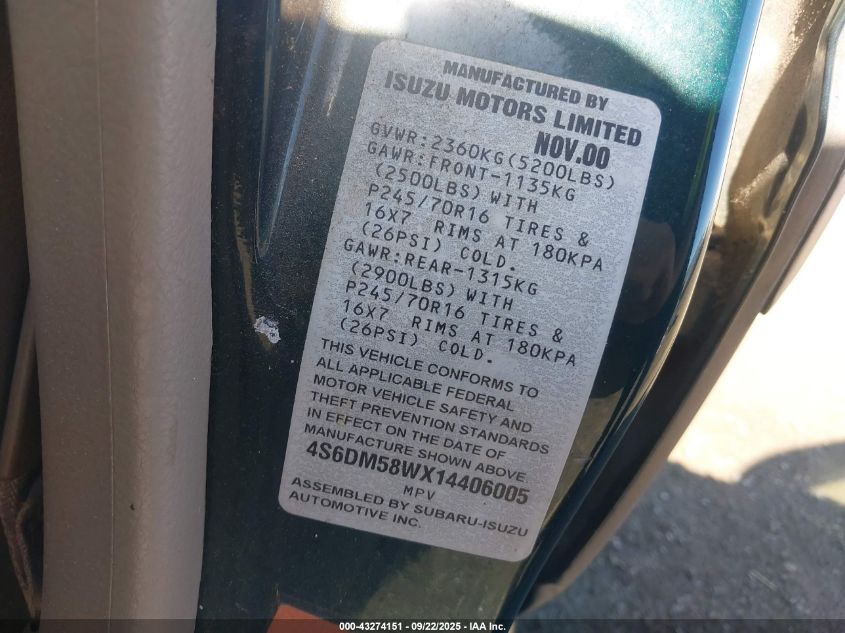 MANUFACTURED BY
ISUZU MOTORS LIMITED
NOV.00
GVWR:2360KG(5200LBS)
GAWR:FRONT-1135KG
(2500LBS) WITH
P245/70R16 TIRES &
16X7 RIMS AT 180KPA
(26PSI) COLD.
GAWR:REAR-1315KG
(2900LBS) WITH
P245/70R16 TIRES &
16X7 RIMS AT 180KPA
(26PSI) COLD.
THIS VEHICLE CONFORMS TO
ALL APPLICABLE FEDERAL
MOTOR VEHICLE SAFETY AND
THEFT PREVENTION STANDARDS
IN EFFECT ON THE DATE OF
MANUFACTURE SHOWN ABOVE.
4S6DM58WX14406005
MPV
ASSEMBLED BY SUBARU-ISUZU
AUTOMOTIVE INC.
000-43274151 - 09/22/2025 - IAA Inc.